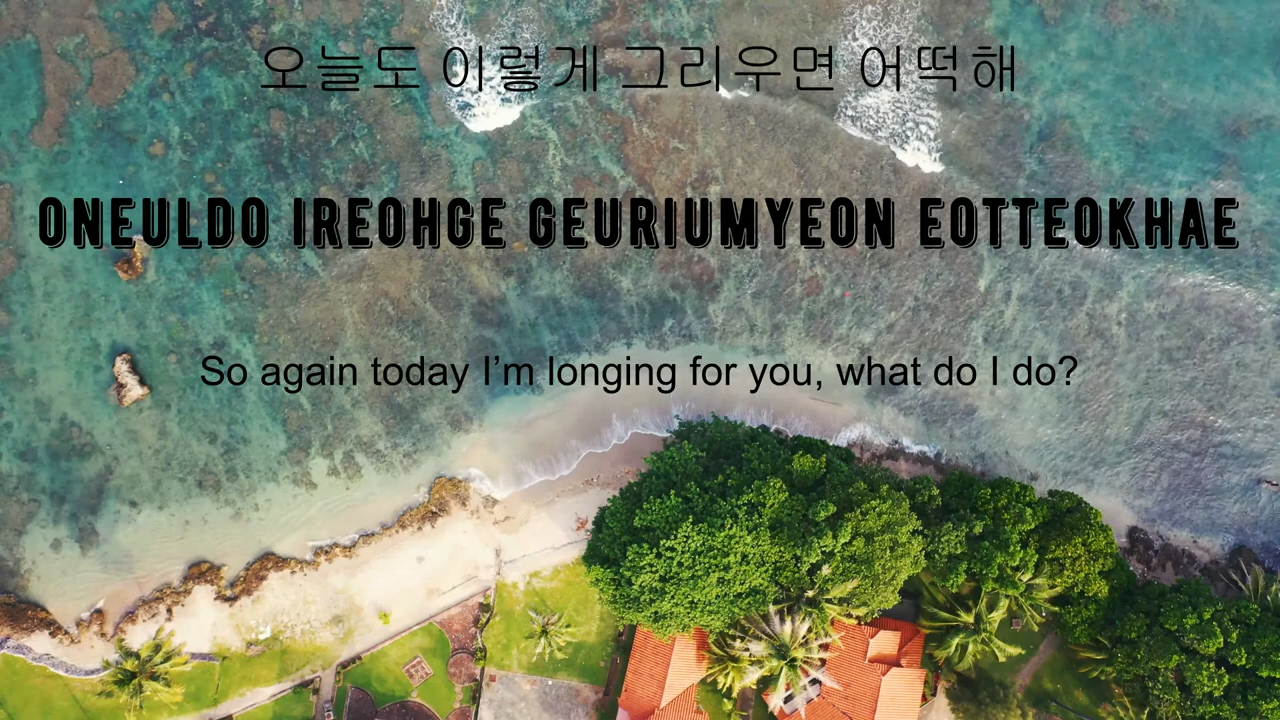 오늘도 이렇게 그리우면 어떡해
ONEULDO IREOHGE GEURIUMYEON EOTTEOKHAE
So again today I’m longing for you, what do I do?